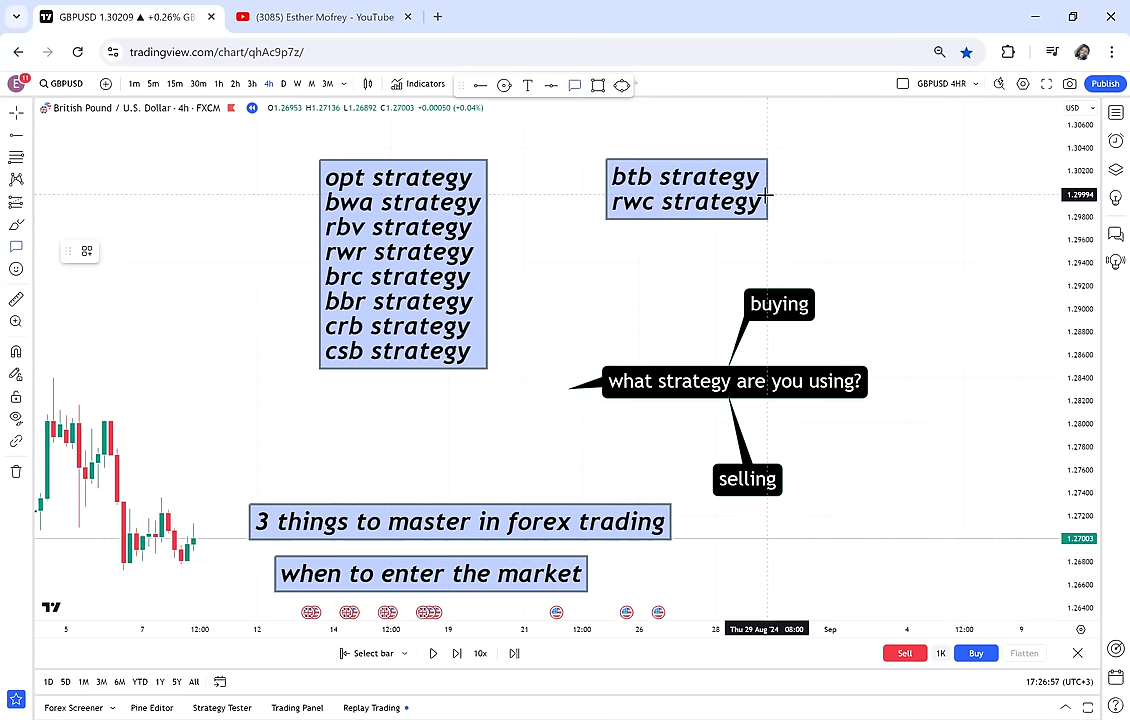 GBPUSD 1.30209 ▲ +0.26% GB
(3085) Esther Mofrey - YouTube
tradingview.com/chart/qhAc9p7z/
E 11 GBPUSD 1m 5m 15m 30m 1h 2h 3h 4h D W M 3M Indicators GBPUSD 4HR Publish
British Pound / U.S. Dollar · 4h · FXCM O1.26953 H1.27136 L1.26892 C1.27003 +0.00050 (+0.04%) USD
1.30600
1.30400
1.30200
1.29994
1.29800
1.29600
1.29400
1.29200
1.29000
1.28800
1.28600
1.28400
1.28200
1.28000
1.27800
1.27600
1.27400
1.27200
1.27003
1.26800
1.26600
1.26400
opt strategy
bwa strategy
rbv strategy
rwr strategy
brc strategy
bbr strategy
crb strategy
csb strategy
btb strategy
rwc strategy
buying
what strategy are you using?
selling
3 things to master in forex trading
when to enter the market
5 7 12:00 12 14 12:00 19 21 12:00 26 28 Thu 29 Aug '24 08:00 Sep 4 12:00 9
Select bar 10x Sell 1K Buy Flatten
1D 5D 1M 3M 6M YTD 1Y 5Y All 17:26:57 (UTC+3)
Forex Screener Pine Editor Strategy Tester Trading Panel Replay Trading